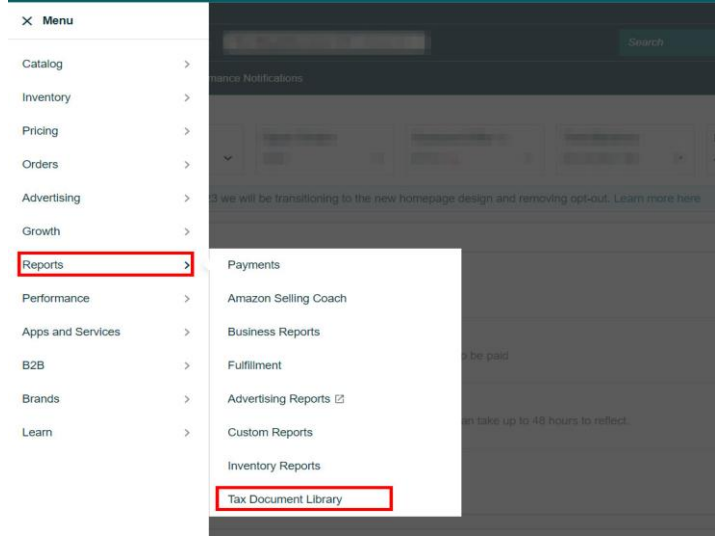 Menu
Search
Catalog
mance Notifications
Inventory
Pricing
Orders
Advertising
23 we will be transitioning to the new homepage design and removing opt-out. Learn more here
Growth
Reports
Payments
Performance
Amazon Selling Coach
Apps and Services
Business Reports
B2B
Fulfillment
to be paid
Brands
Advertising Reports
Learn
Custom Reports
an take up to 48 hours to reflect.
Inventory Reports
Tax Document Library